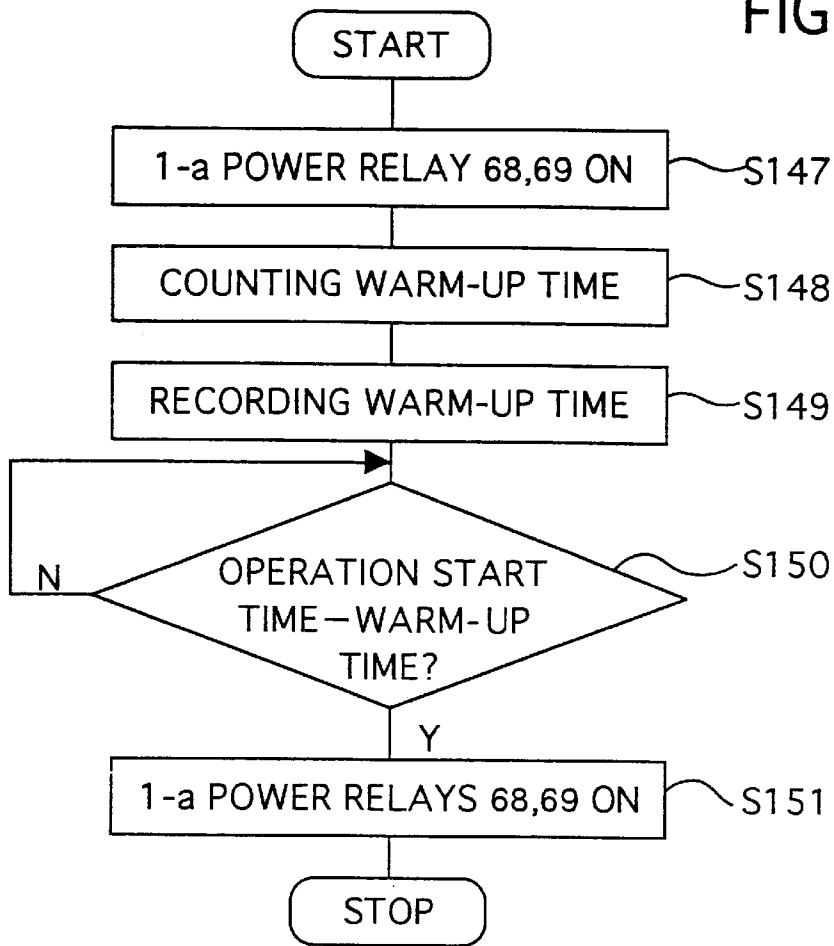 FIG
START
1-a POWER RELAY 68,69 ON
S147
COUNTING WARM-UP TIME
S148
RECORDING WARM-UP TIME
S149
N
OPERATION START
TIME—WARM-UP
TIME?
S150
Y
1-a POWER RELAYS 68,69 ON
S151
STOP